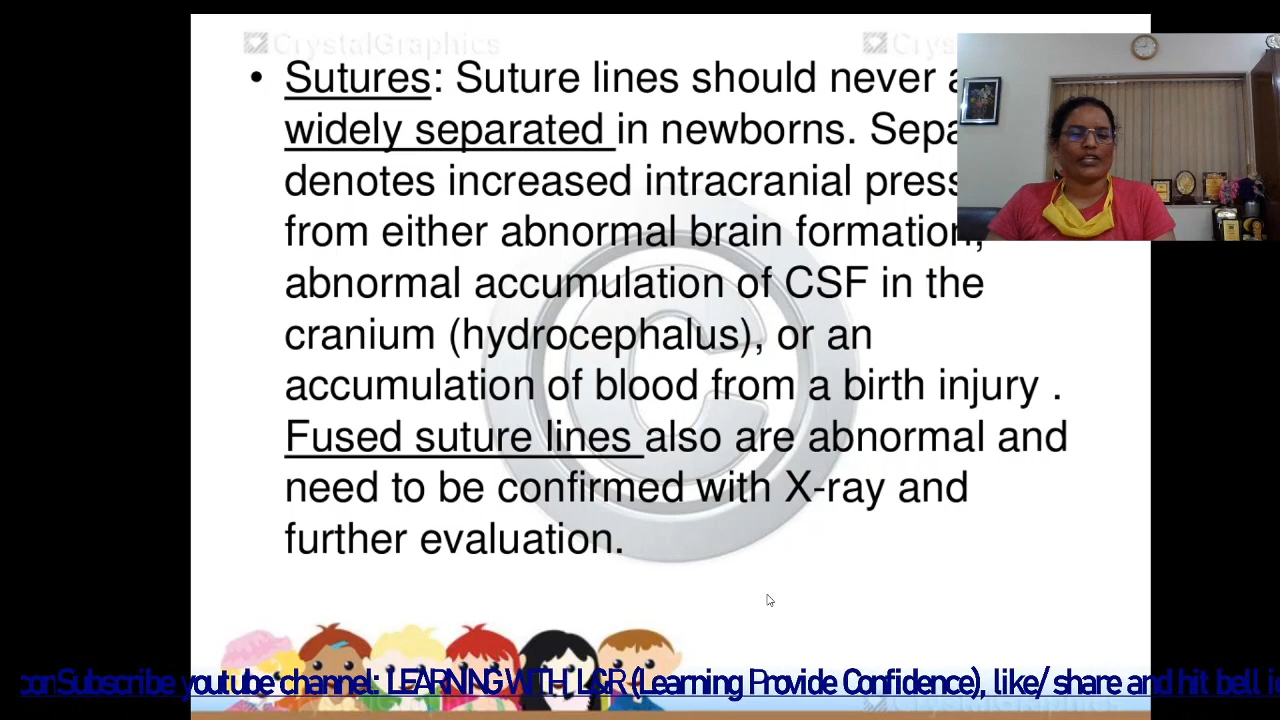 CrystalGraphics
Crys
• Sutures: Suture lines should never
widely separated in newborns.
denotes increased intracranial
from either abnormal brain formation,
abnormal accumulation of CSF in the
cranium (hydrocephalus), or an
accumulation of blood from a birth injury .
Fused suture lines also are abnormal and
need to be confirmed with X-ray and
further evaluation.
con Subscribe youtube channel: LEARNING WITH L&R (Learning Provide Confidence), like/ share and hit bell i